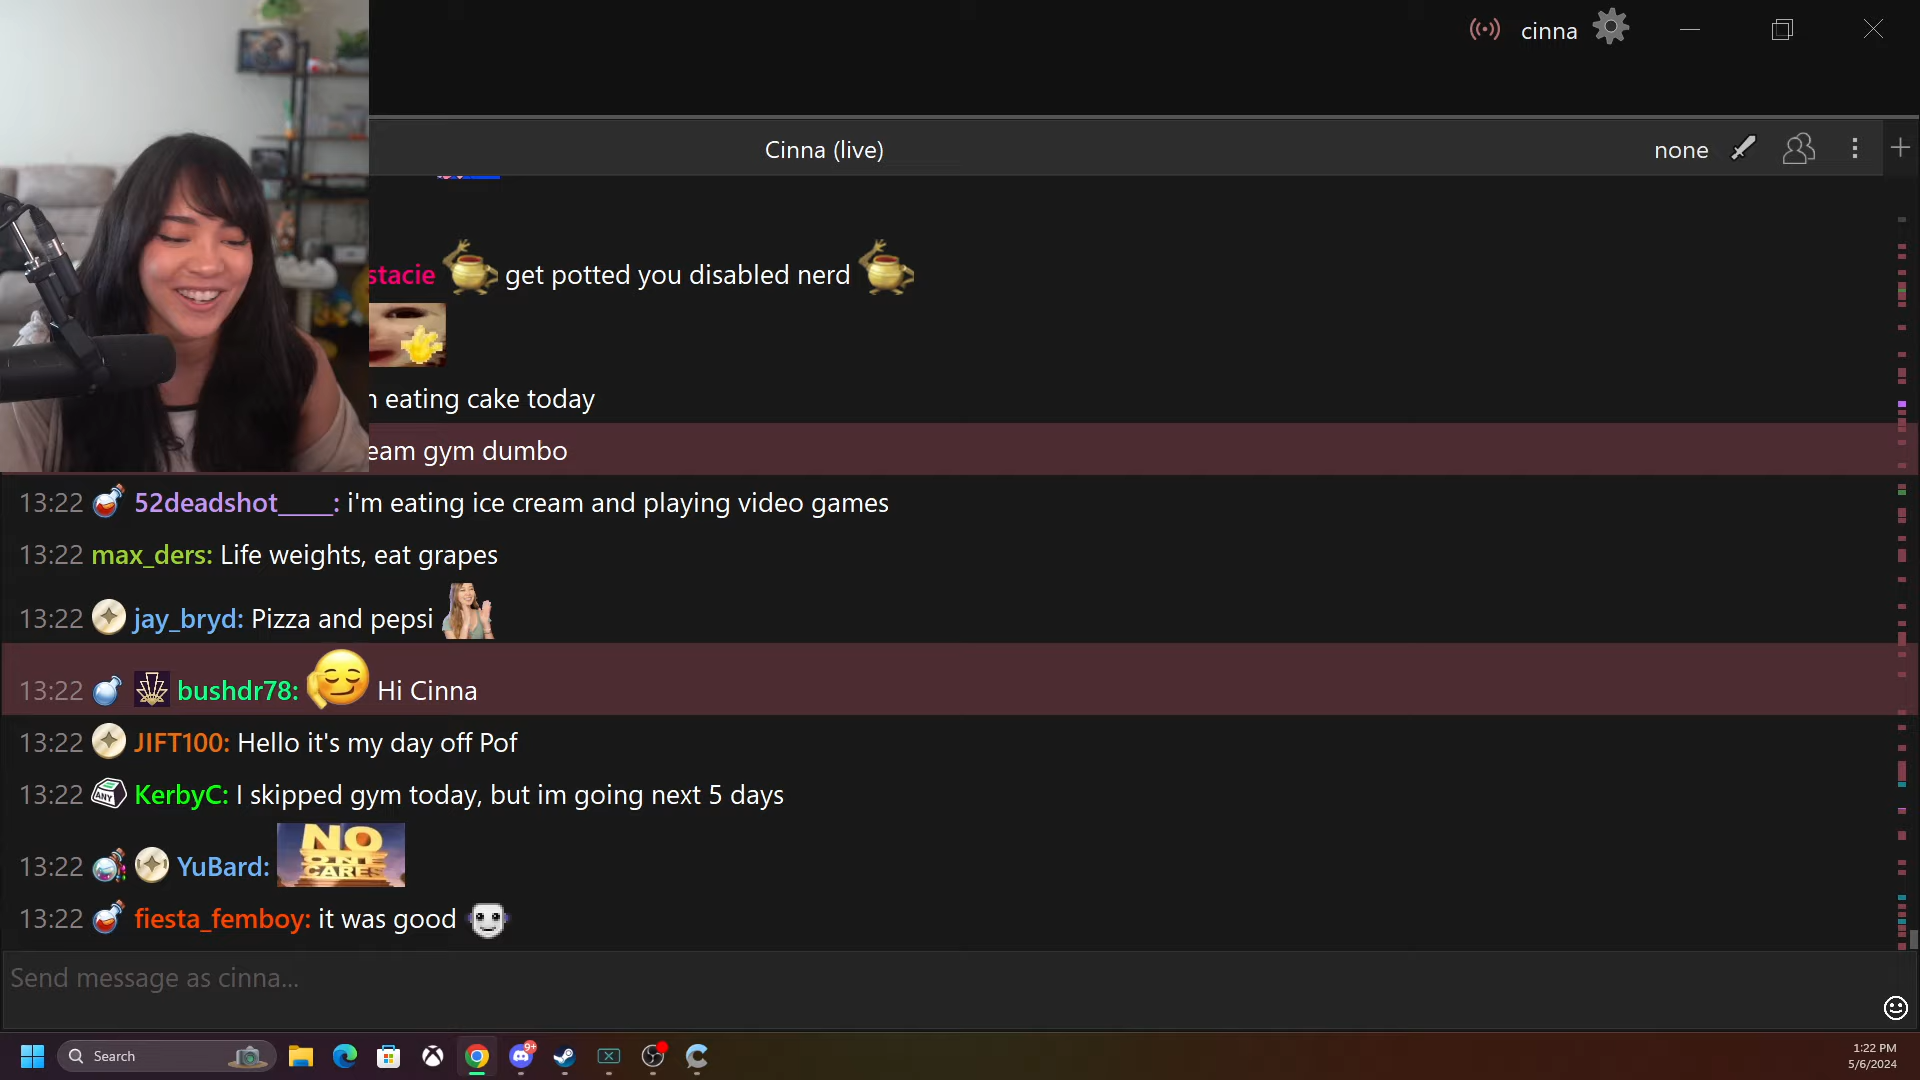 cinna
Cinna (live)
none
stacie get potted you disabled nerd
eating cake today
eam gym dumbo
13:22 52deadshot____: i'm eating ice cream and playing video games
13:22 max_ders: Life weights, eat grapes
13:22 jay_bryd: Pizza and pepsi
13:22 bushdr78: Hi Cinna
13:22 JIFT100: Hello it's my day off Pof
13:22 ANY KerbyC: I skipped gym today, but im going next 5 days
13:22 YuBard: NO
ONE
CARES
13:22 fiesta_femboy: it was good
Send message as cinna...
Search
9+
1:22 PM
5/6/2024